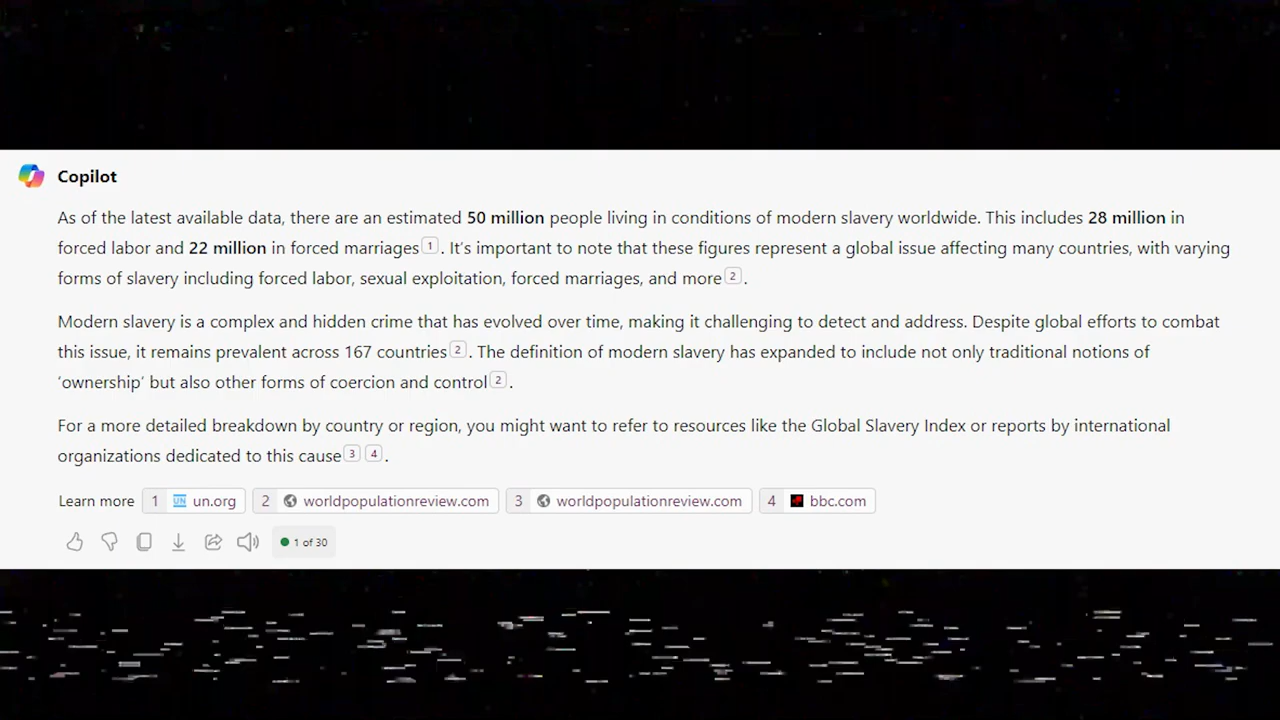 Copilot
As of the latest available data, there are an estimated 50 million people living in conditions of modern slavery worldwide. This includes 28 million in
forced labor and 22 million in forced marriages 1 . It’s important to note that these figures represent a global issue affecting many countries, with varying
forms of slavery including forced labor, sexual exploitation, forced marriages, and more 2 .
Modern slavery is a complex and hidden crime that has evolved over time, making it challenging to detect and address. Despite global efforts to combat
this issue, it remains prevalent across 167 countries 2 . The definition of modern slavery has expanded to include not only traditional notions of
‘ownership’ but also other forms of coercion and control 2 .
For a more detailed breakdown by country or region, you might want to refer to resources like the Global Slavery Index or reports by international
organizations dedicated to this cause 3 4 .
Learn more 1 UN un.org 2 worldpopulationreview.com 3 worldpopulationreview.com 4 bbc.com
1 of 30